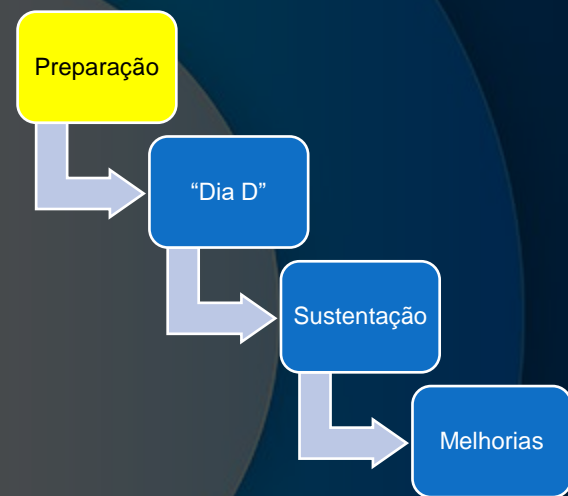 Preparação
“Dia D”
Sustentação
Melhorias